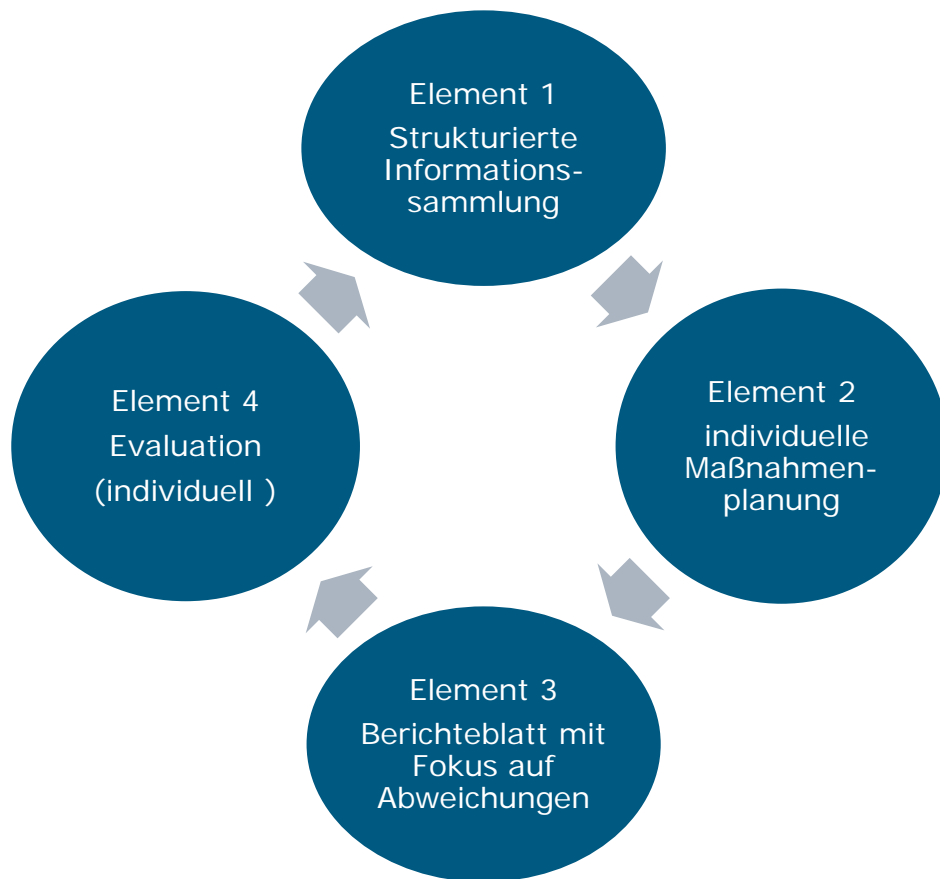 Element 1
Strukturierte
Informations-
sammlung
Element 2
individuelle
Maßnahmen-
planung
Element 3
Berichteblatt mit
Fokus auf
Abweichungen
Element 4
Evaluation
(individuell )